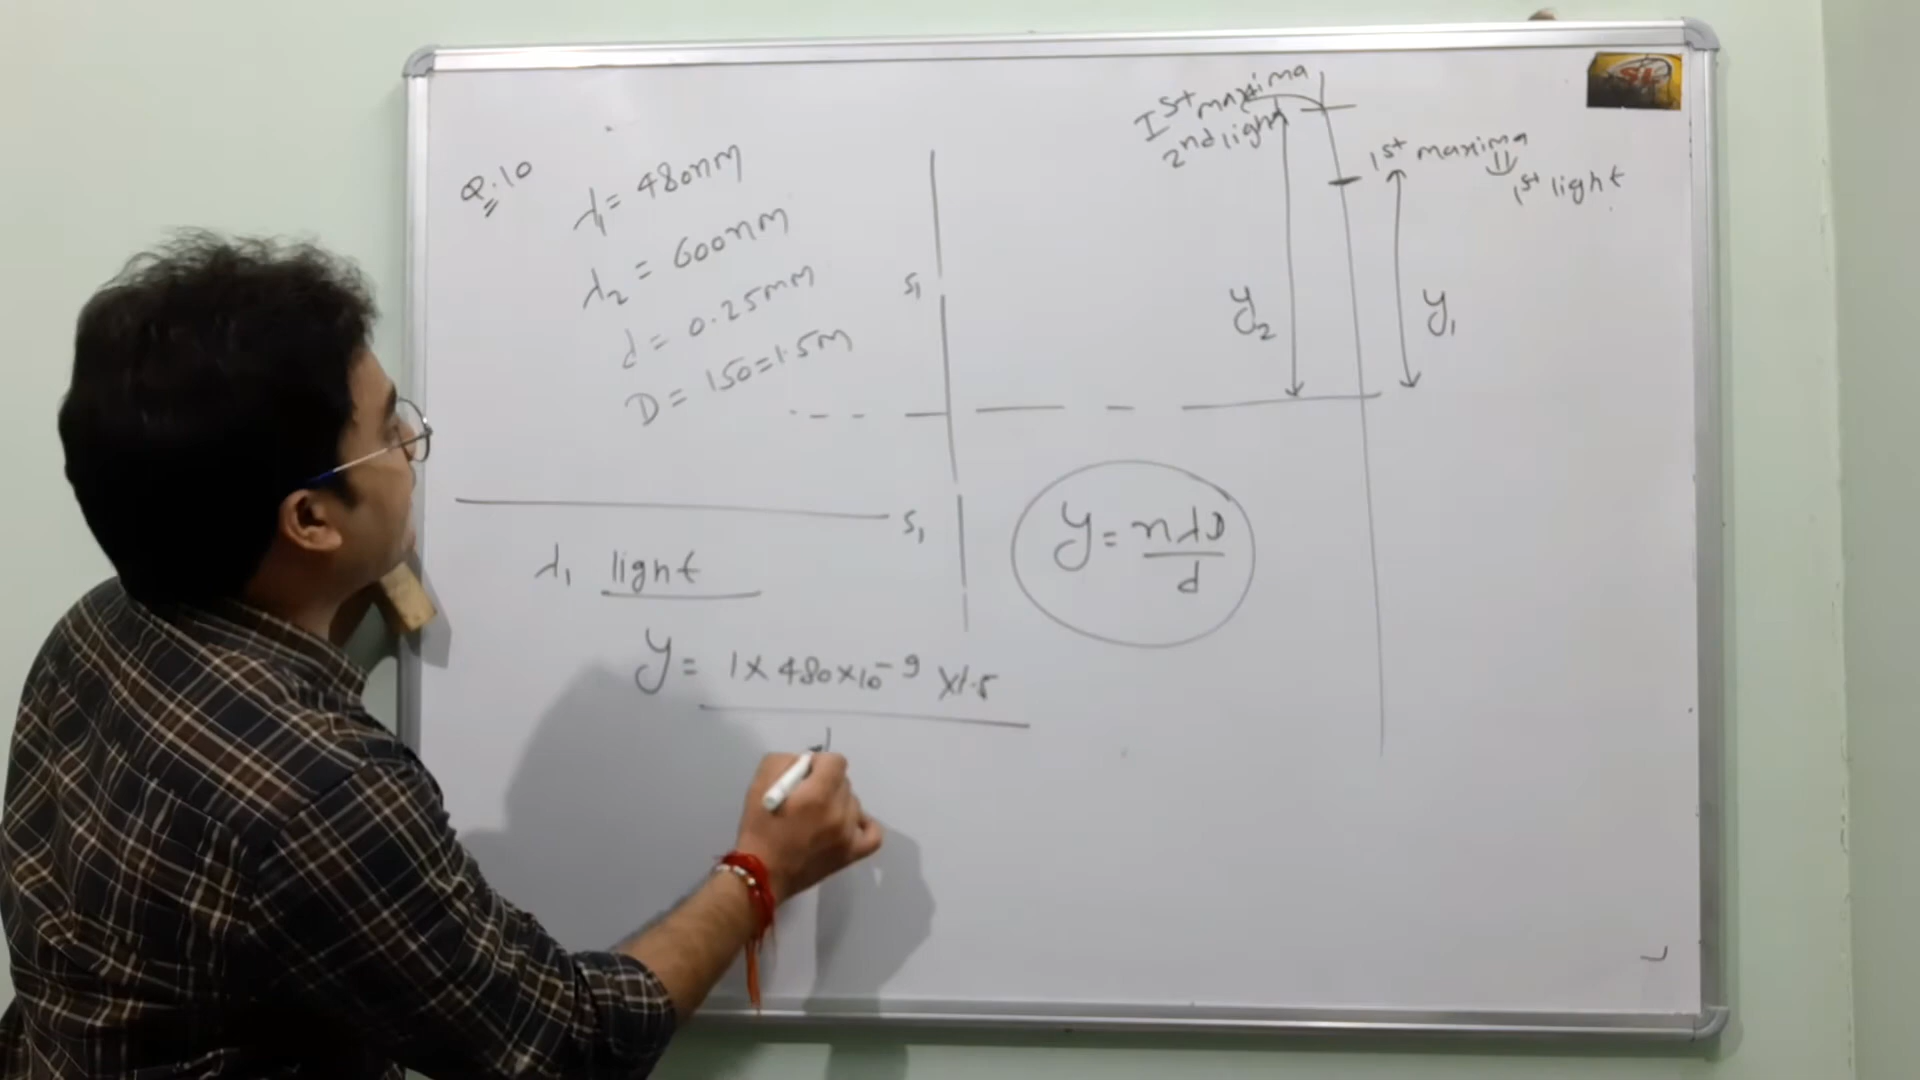 Q.10
λ₁ = 480nm
λ₂ = 600nm
d = 0.25mm
D = 150=1.5m
S₁
S₁
Iˢᵗ maxima
2nd light
1ˢᵗ maxima
1ˢᵗ light
y₂
y₁
y = nλD/d
λ₁ light
y = 1×480×10⁻⁹ ×1.5